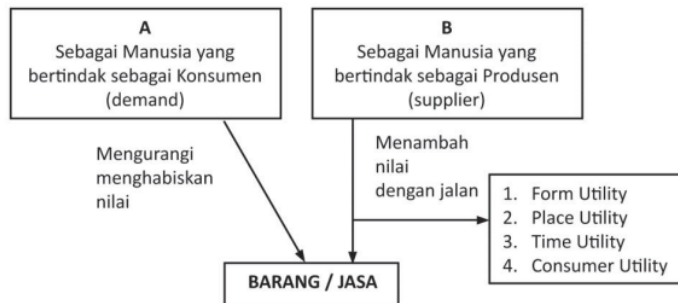 A
Sebagai Manusia yang
bertindak sebagai Konsumen
(demand)
B
Sebagai Manusia yang
bertindak sebagai Produsen
(supplier)
Mengurangi
menghabiskan
nilai
Menambah
nilai
dengan jalan
1. Form Utility
2. Place Utility
3. Time Utility
4. Consumer Utility
BARANG / JASA